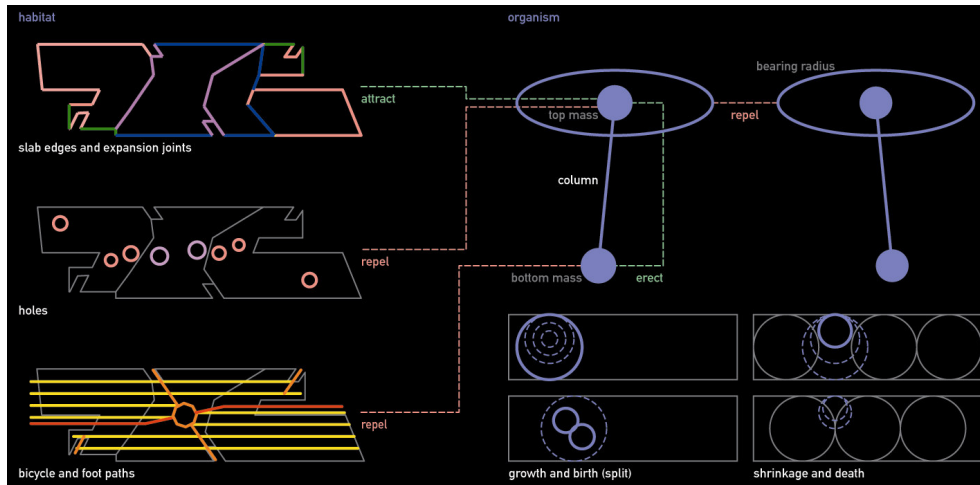 habitat
attract
slab edges and expansion joints
repel
holes
repel
bicycle and foot paths
organism
bearing radius
top mass
repel
column
bottom mass
erect
growth and birth (split)
shrinkage and death